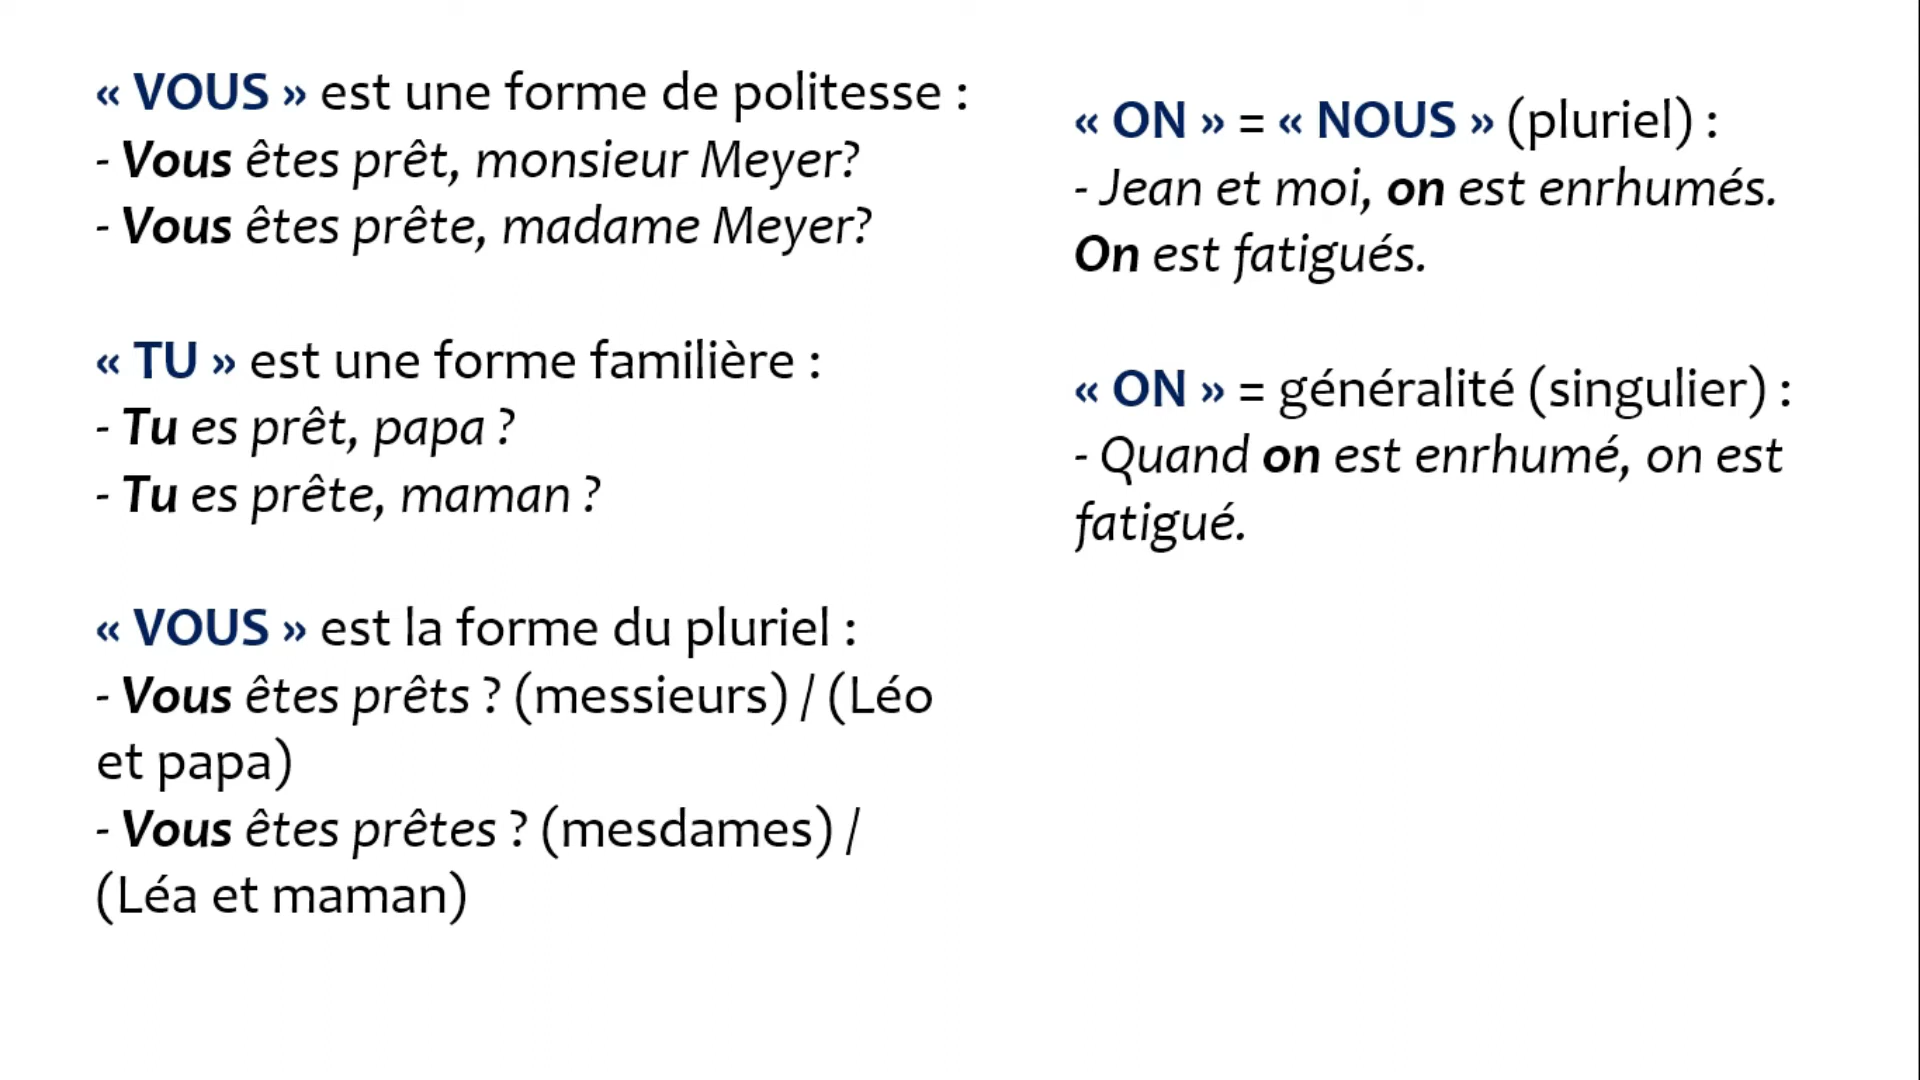 « VOUS » est une forme de politesse :
- Vous êtes prêt, monsieur Meyer?
- Vous êtes prête, madame Meyer?
« TU » est une forme familière :
- Tu es prêt, papa ?
- Tu es prête, maman ?
« VOUS » est la forme du pluriel :
- Vous êtes prêts ? (messieurs) / (Léo
et papa)
- Vous êtes prêtes ? (mesdames) /
(Léa et maman)
« ON » = « NOUS » (pluriel) :
- Jean et moi, on est enrhumés.
On est fatigués.
« ON » = généralité (singulier) :
- Quand on est enrhumé, on est
fatigué.